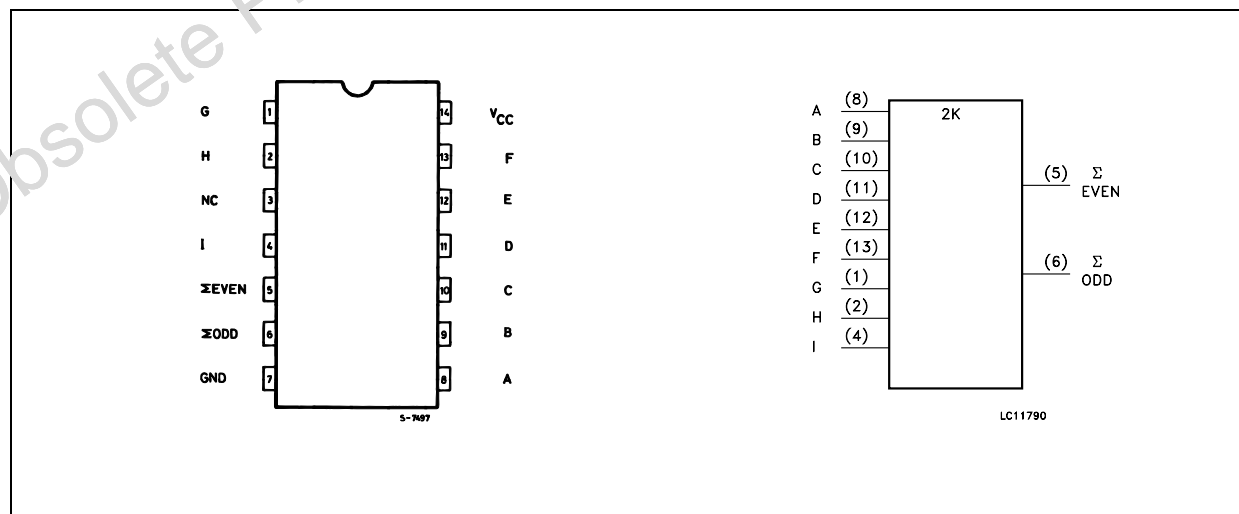 Obsolete P
G 1 14 VCC
H 2 13 F
NC 3 12 E
I 4 11 D
ΣEVEN 5 10 C
ΣODD 6 9 B
GND 7 8 A
S-7497
2K
A (8)
B (9)
C (10)
D (11)
E (12)
F (13)
G (1)
H (2)
I (4)
(5) Σ
EVEN
(6) Σ
ODD
LC11790